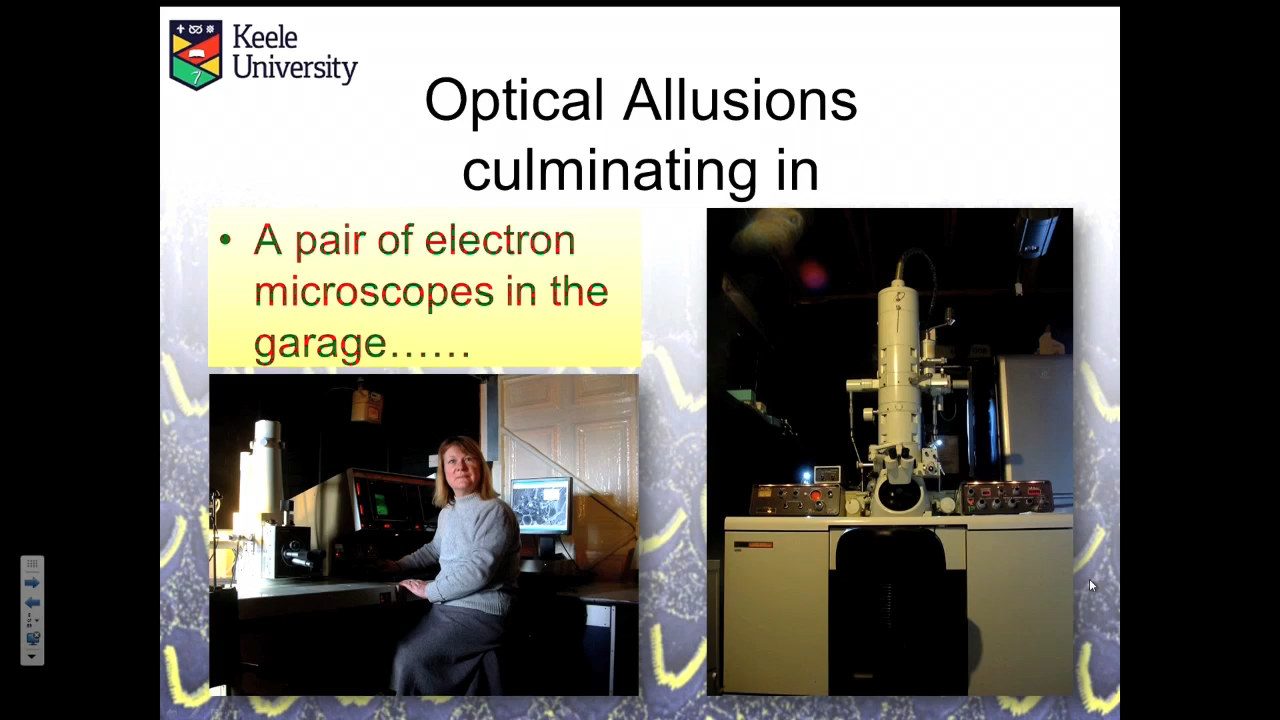 Keele
University
Optical Allusions
culminating in
• A pair of electron
microscopes in the
garage……